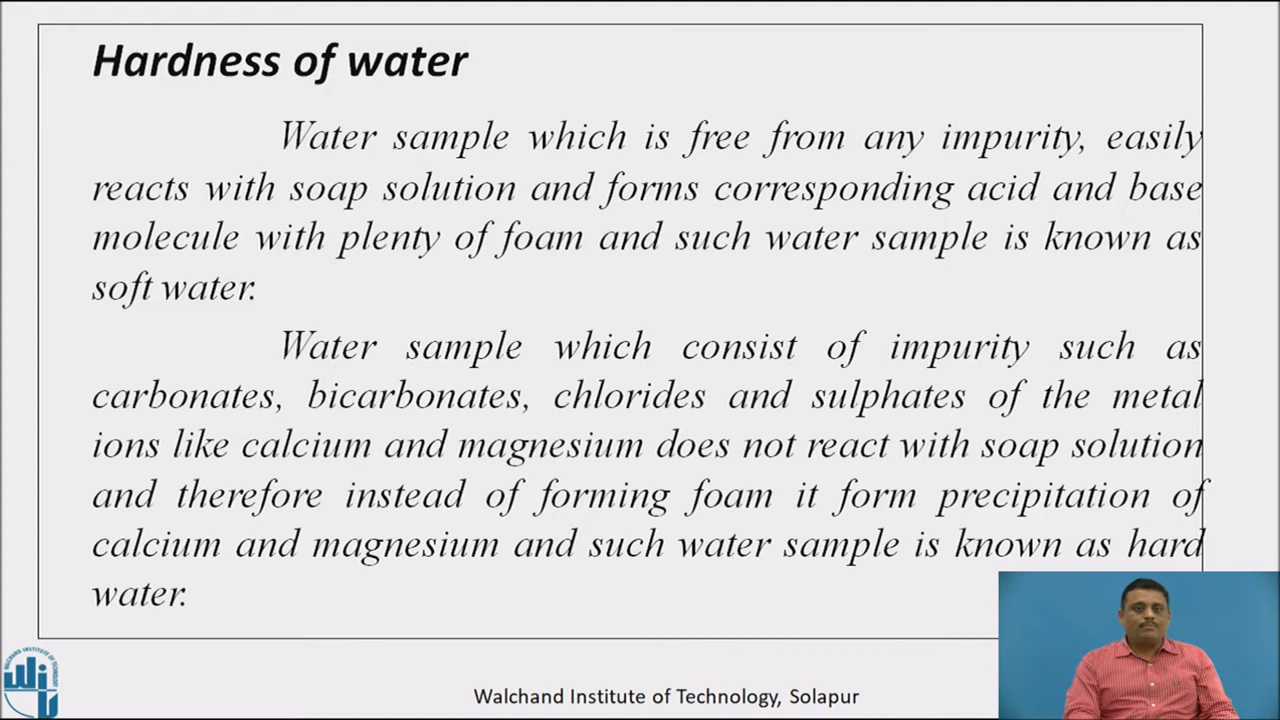 Hardness of water
Water sample which is free from any impurity, easily
reacts with soap solution and forms corresponding acid and base
molecule with plenty of foam and such water sample is known as
soft water.
Water sample which consist of impurity such as
carbonates, bicarbonates, chlorides and sulphates of the metal
ions like calcium and magnesium does not react with soap solution
and therefore instead of forming foam it form precipitation of
calcium and magnesium and such water sample is known as hard
water.
WALCHAND INSTITUTE OF TECHNOLOGY
Walchand Institute of Technology, Solapur